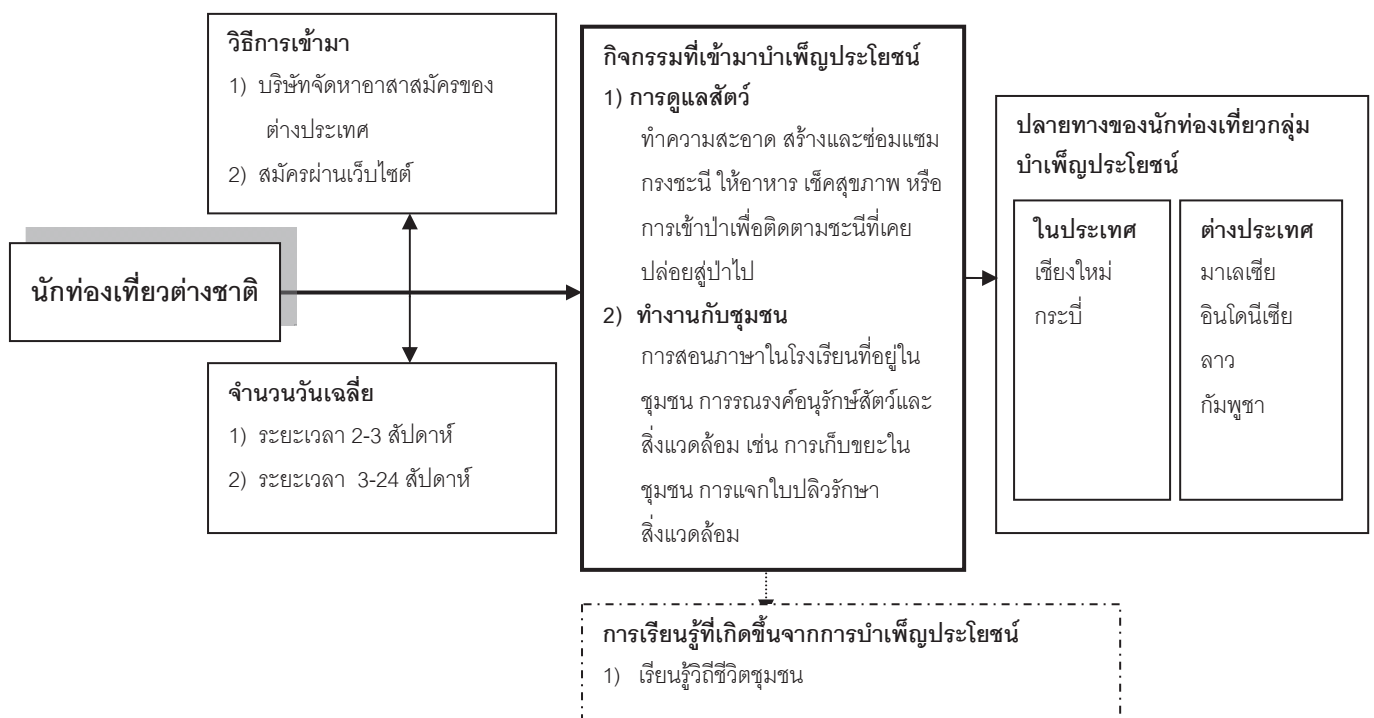 วิธีการเข้ามา
1) บริษัทจัดหาอาสาสมัครของ
ต่างประเทศ
2) สมัครผ่านเว็บไซต์
นักท่องเที่ยวต่างชาติ
จำนวนวันเฉลี่ย
1) ระยะเวลา 2-3 สัปดาห์
2) ระยะเวลา 3-24 สัปดาห์
กิจกรรมที่เข้ามาบำเพ็ญประโยชน์
1) การดูแลสัตว์
ทำความสะอาด สร้างและซ่อมแซม
กรงชะนี ให้อาหาร เช็คสุขภาพ หรือ
การเข้าป่าเพื่อติดตามชะนีที่เคย
ปล่อยสู่ป่าไป
2) ทำงานกับชุมชน
การสอนภาษาในโรงเรียนที่อยู่ใน
ชุมชน การรณรงค์อนุรักษ์สัตว์และ
สิ่งแวดล้อม เช่น การเก็บขยะใน
ชุมชน การแจกใบปลิวรักษา
สิ่งแวดล้อม
ปลายทางของนักท่องเที่ยวกลุ่ม
บำเพ็ญประโยชน์
ในประเทศ
เชียงใหม่
กระบี่
ต่างประเทศ
มาเลเซีย
อินโดนีเซีย
ลาว
กัมพูชา
การเรียนรู้ที่เกิดขึ้นจากการบำเพ็ญประโยชน์
1) เรียนรู้วิถีชีวิตชุมชน